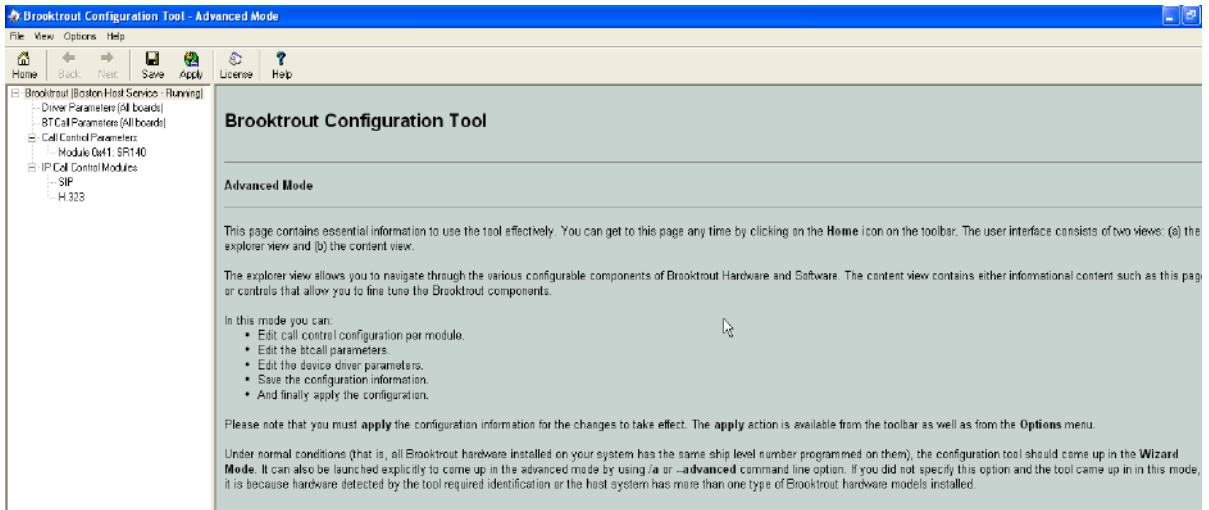 Brooktrout Configuration Tool - Advanced Mode
File View Options Help
Home Back Next Save Apply License Help
Brooktrout (Boston Host Service - Running)
Driver Parameters (All boards)
BTCall Parameters (All boards)
Call Control Parameters
Module 0x41: SR140
IP Call Control Modules
SIP
H.323
Brooktrout Configuration Tool
Advanced Mode
This page contains essential information to use the tool effectively. You can get to this page any time by clicking on the Home icon on the toolbar. The user interface consists of two views: (a) the
explorer view and (b) the content view.
The explorer view allows you to navigate through the various configurable components of Brooktrout Hardware and Software. The content view contains either informational content such as this page
or controls that allow you to fine tune the Brooktrout components.
In this mode you can:
• Edit call control configuration per module.
• Edit the btcall parameters.
• Edit the device driver parameters.
• Save the configuration information.
• And finally apply the configuration.
Please note that you must apply the configuration information for the changes to take effect. The apply action is available from the toolbar as well as from the Options menu.
Under normal conditions (that is, all Brooktrout hardware installed on your system has the same ship level number programmed on them), the configuration tool should come up in the Wizard
Mode. It can also be launched explicitly to come up in the advanced mode by using /a or --advanced command line option. If you did not specify this option and the tool came up in in this mode,
it is because hardware detected by the tool required identification or the host system has more than one type of Brooktrout hardware models installed.